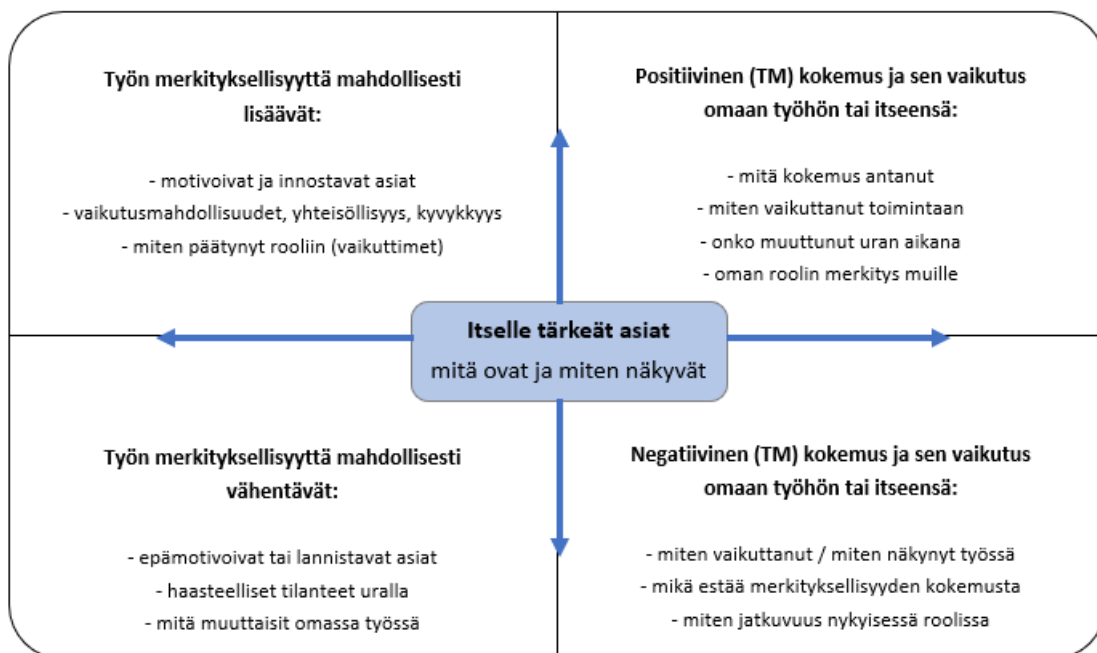 Työn merkityksellisyyttä mahdollisesti
lisäävät:
- motivoivat ja innostavat asiat
- vaikutusmahdollisuudet, yhteisöllisyys, kyvykkyys
- miten päätynyt rooliin (vaikuttimet)
Positiivinen (TM) kokemus ja sen vaikutus
omaan työhön tai itseensä:
- mitä kokemus antanut
- miten vaikuttanut toimintaan
- onko muuttunut uran aikana
- oman roolin merkitys muille
Itselle tärkeät asiat
mitä ovat ja miten näkyvät
Työn merkityksellisyyttä mahdollisesti
vähentävät:
- epämotivoivat tai lannistavat asiat
- haasteelliset tilanteet uralla
- mitä muuttaisit omassa työssä
Negatiivinen (TM) kokemus ja sen vaikutus
omaan työhön tai itseensä:
- miten vaikuttanut / miten näkynyt työssä
- mikä estää merkityksellisyyden kokemusta
- miten jatkuvuus nykyisessä roolissa